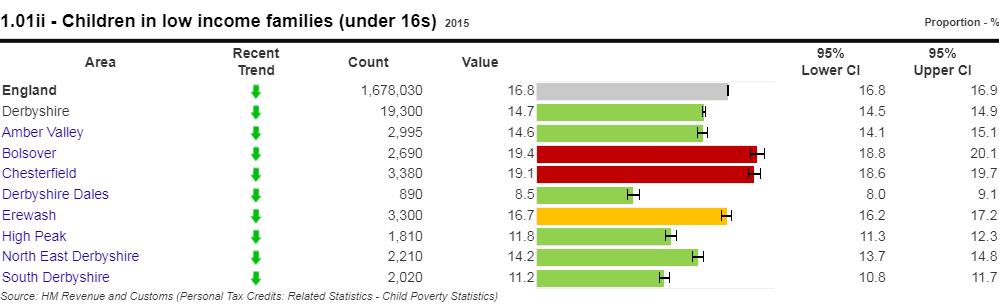 1.01ii - Children in low income families (under 16s) 2015 Proportion - %
Area Recent Trend Count Value 95% Lower CI 95% Upper CI
England 1,678,030 16.8 16.8 16.9
Derbyshire 19,300 14.7 14.5 14.9
Amber Valley 2,995 14.6 14.1 15.1
Bolsover 2,690 19.4 18.8 20.1
Chesterfield 3,380 19.1 18.6 19.7
Derbyshire Dales 890 8.5 8.0 9.1
Erewash 3,300 16.7 16.2 17.2
High Peak 1,810 11.8 11.3 12.3
North East Derbyshire 2,210 14.2 13.7 14.8
South Derbyshire 2,020 11.2 10.8 11.7
Source: HM Revenue and Customs (Personal Tax Credits: Related Statistics - Child Poverty Statistics)